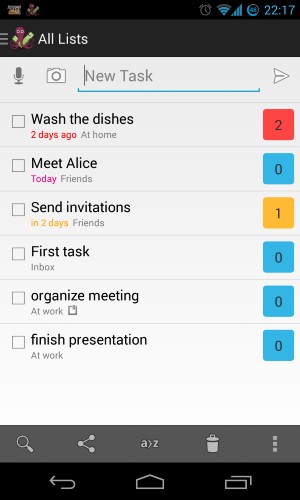 22:17
All Lists
New Task
Wash the dishes
2 days ago At home
2
Meet Alice
Today Friends
0
Send invitations
in 2 days Friends
1
First task
Inbox
0
organize meeting
At work
0
finish presentation
At work
0
a›z